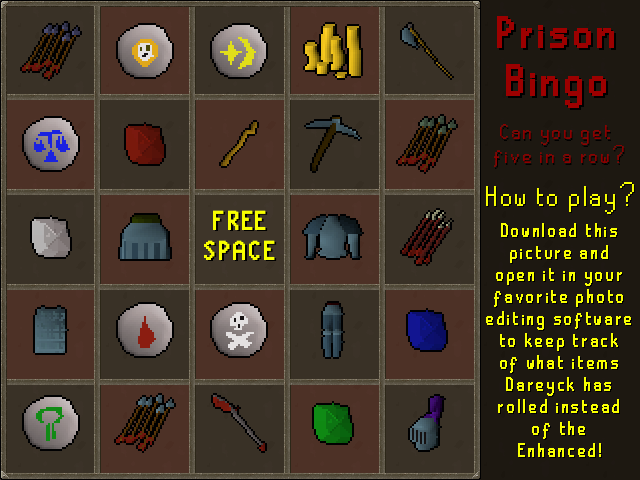 FREE
SPACE
Prison
Bingo
Can you get
five in a row?
How to play?
Download this
picture and
open it in your
favorite photo
editing software
to keep track
of what items
Dareyck has
rolled instead
of the
Enhanced!